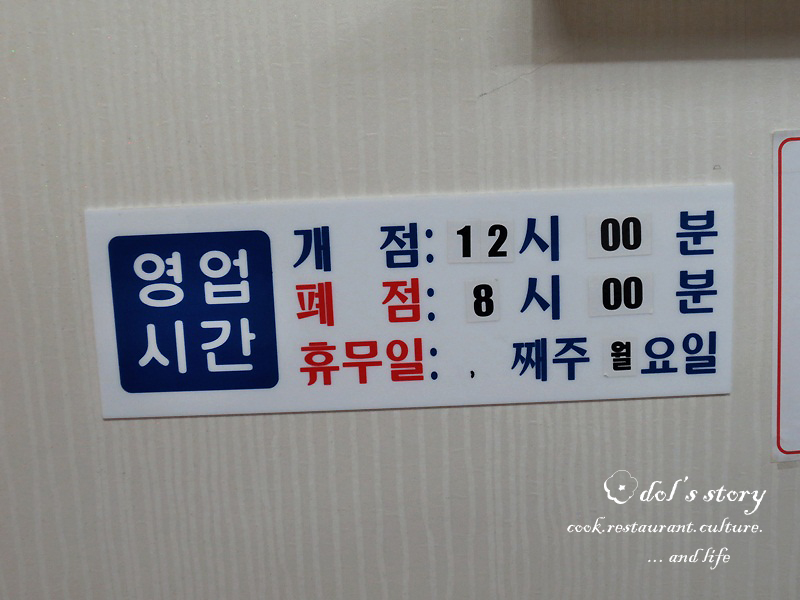 영업
시간
개 점: 12시 00 분
폐 점: 8 시 00 분
휴무일: , 째주 월요일
dol's story
cook.restaurant.culture.
... and life